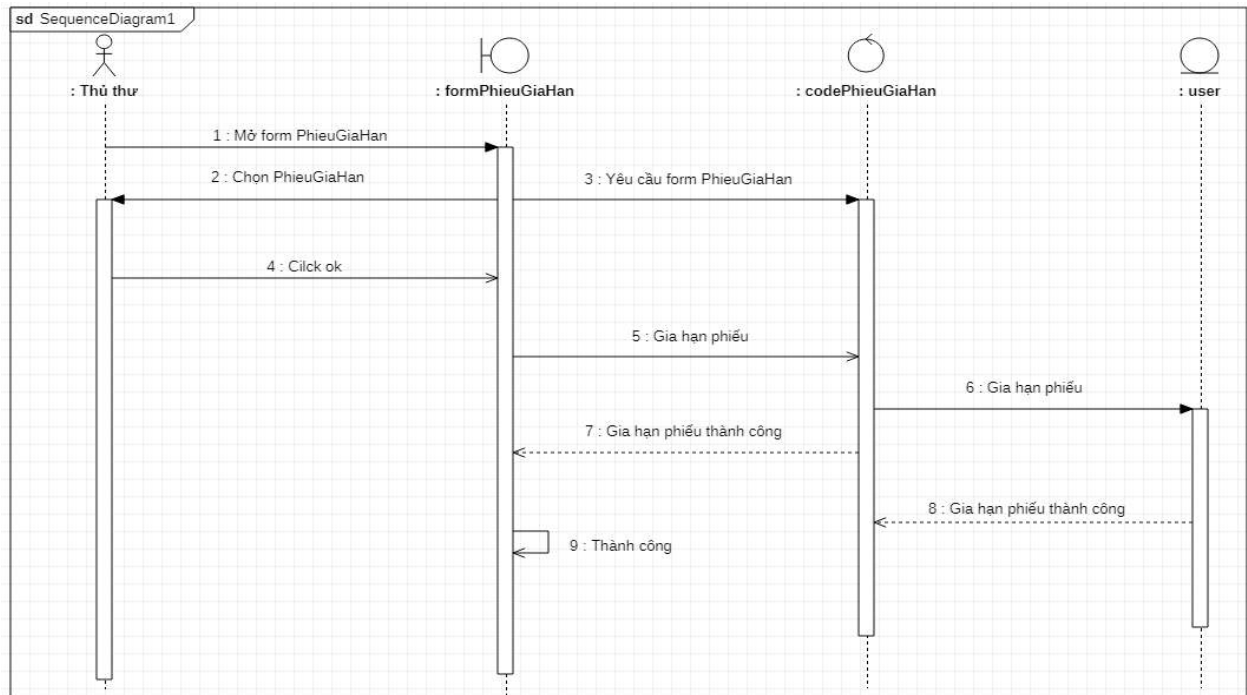 sd SequenceDiagram1
: Thủ thư
: formPhieuGiaHan
: codePhieuGiaHan
: user
1 : Mở form PhieuGiaHan
2 : Chọn PhieuGiaHan
3 : Yêu cầu form PhieuGiaHan
4 : Cilck ok
5 : Gia hạn phiếu
6 : Gia hạn phiếu
7 : Gia hạn phiếu thành công
8 : Gia hạn phiếu thành công
9 : Thành công